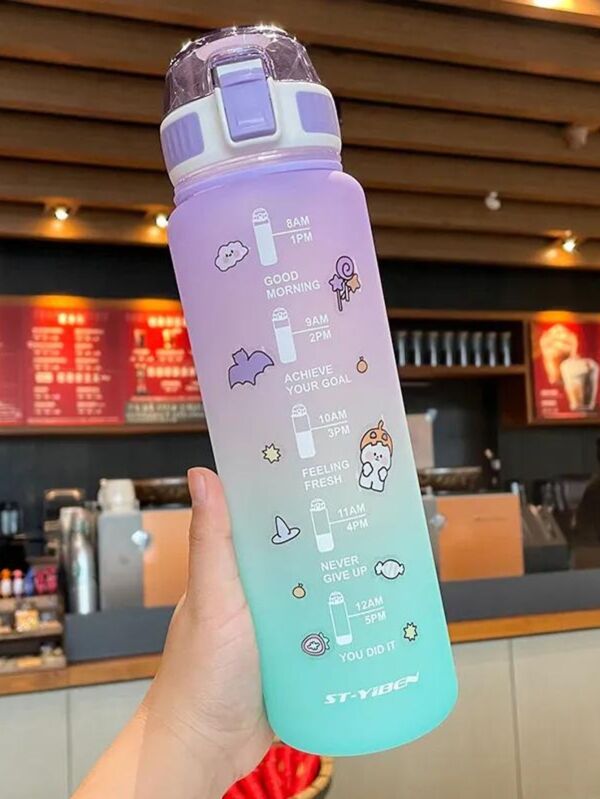 8AM
1PM
GOOD
MORNING
9AM
2PM
ACHIEVE
YOUR GOAL
10AM
3PM
FEELING
FRESH
11AM
4PM
NEVER
GIVE UP
12AM
5PM
YOU DID IT
ST-YiBEN